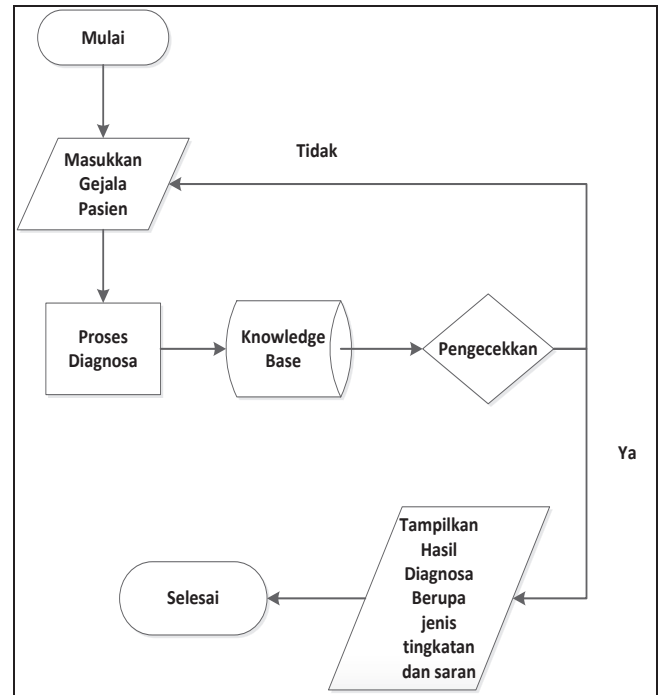 Mulai
Masukkan
Gejala
Pasien
Tidak
Proses
Diagnosa
Knowledge
Base
Pengecekkan
Ya
Tampilkan
Hasil
Diagnosa
Berupa
jenis
tingkatan
dan saran
Selesai